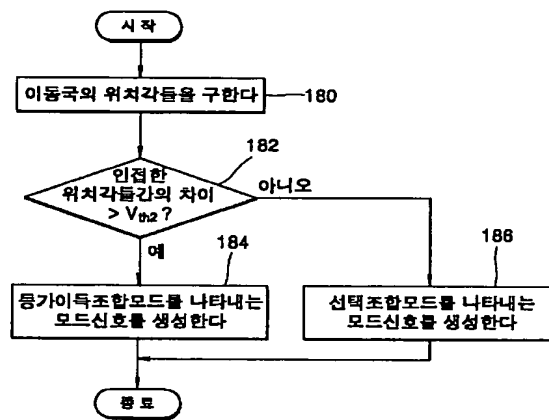 시 작
이동국의 위치각들을 구한다
180
182
인접한
위치각들간의 차이
> Vth2 ?
아니오
예
184
186
등가이득조합모드를 나타내는
모드신호를 생성한다
선택조합모드를 나타내는
모드신호를 생성한다
종 료